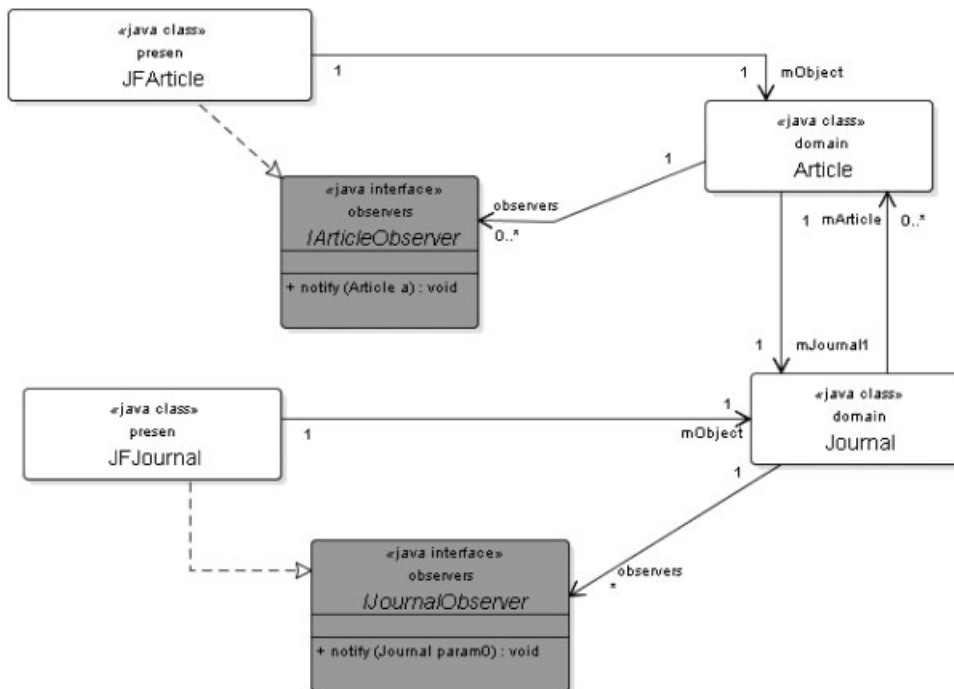 «java class»
presen
JFArticle
1
1
mObject
«java class»
domain
Article
1
observers
0..*
«java interface»
observers
IArticleObserver
+ notify (Article a) : void
1
mArticle
0..*
1
mJournal1
«java class»
presen
JFJournal
1
1
mObject
«java class»
domain
Journal
1
observers
*
«java interface»
observers
IJournalObserver
+ notify (Journal param0) : void